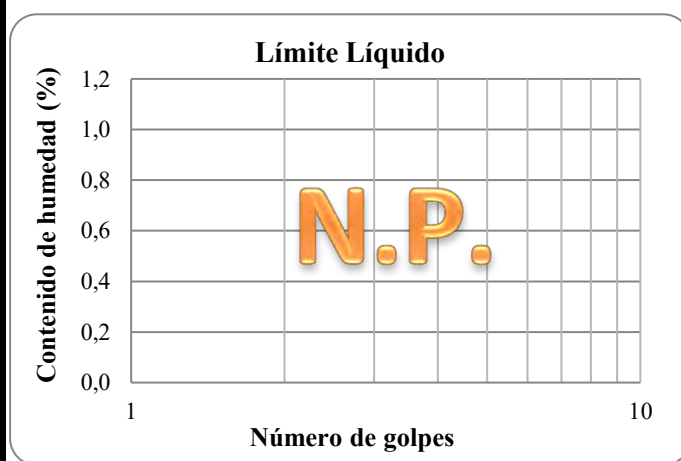 Límite Líquido
Contenido de humedad (%)
1,2
1,0
0,8
0,6
0,4
0,2
0,0
N.P.
1 10
Número de golpes